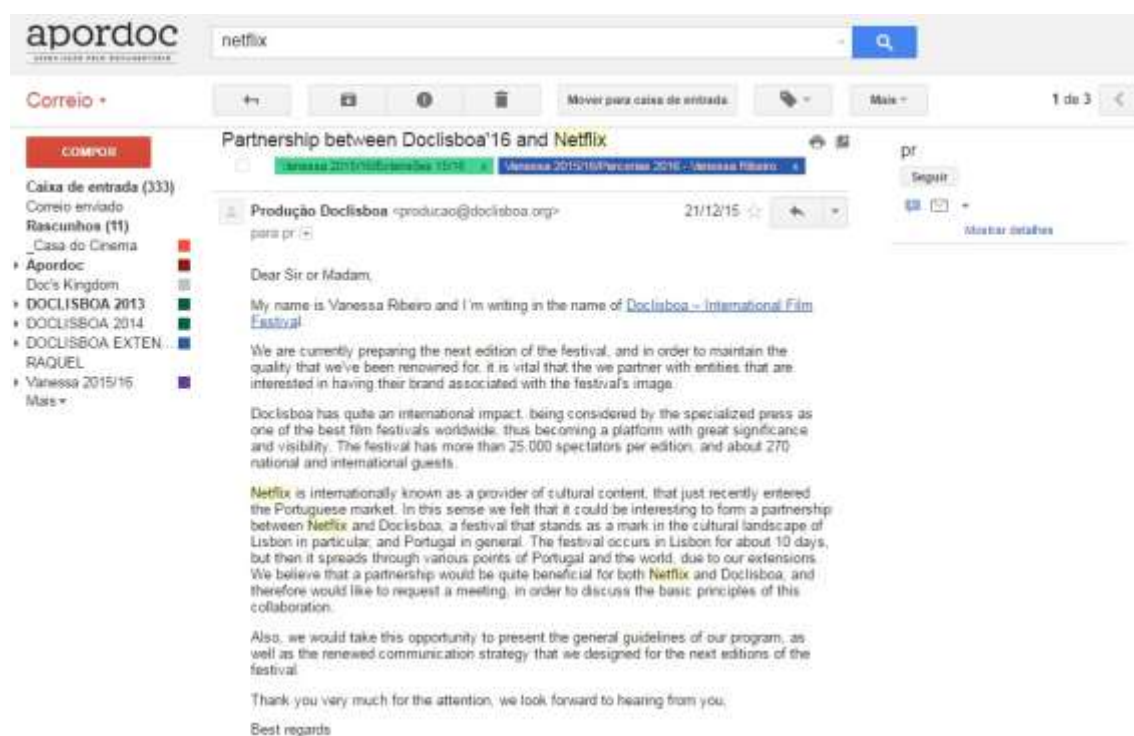 apordoc
netflix
Correio
Mover para caixa de entrada
Mais
1 de 3
COMPOR
Caixa de entrada (333)
Correio enviado
Rascunhos (11)
_Casa do Cinema
Apordoc
Doc's Kingdom
DOCLISBOA 2013
DOCLISBOA 2014
DOCLISBOA EXTEN...
RAQUEL
Vanessa 2015/16
Mais
Partnership between Doclisboa'16 and Netflix
Vanessa 2015/16/Extensões 15/16 x
Vanessa 2015/16/Parcerias 2016 - Vanessa Ribeiro x
Produção Doclisboa <producao@doclisboa.org>
21/12/15
para pr
Dear Sir or Madam,
My name is Vanessa Ribeiro and I'm writing in the name of Doclisboa – International Film
Festival.
We are currently preparing the next edition of the festival, and in order to maintain the
quality that we've been renowned for, it is vital that the we partner with entities that are
interested in having their brand associated with the festival's image.
Doclisboa has quite an international impact, being considered by the specialized press as
one of the best film festivals worldwide, thus becoming a platform with great significance
and visibility. The festival has more than 25.000 spectators per edition, and about 270
national and international guests.
Netflix is internationally known as a provider of cultural content, that just recently entered
the Portuguese market. In this sense we felt that it could be interesting to form a partnership
between Netflix and Doclisboa, a festival that stands as a mark in the cultural landscape of
Lisbon in particular, and Portugal in general. The festival occurs in Lisbon for about 10 days,
but then it spreads through various points of Portugal and the world, due to our extensions.
We believe that a partnership would be quite beneficial for both Netflix and Doclisboa, and
therefore would like to request a meeting, in order to discuss the basic principles of this
collaboration.
Also, we would take this opportunity to present the general guidelines of our program, as
well as the renewed communication strategy that we designed for the next editions of the
festival.
Thank you very much for the attention, we look forward to hearing from you,
Best regards
pr
Seguir
Mostrar detalhes